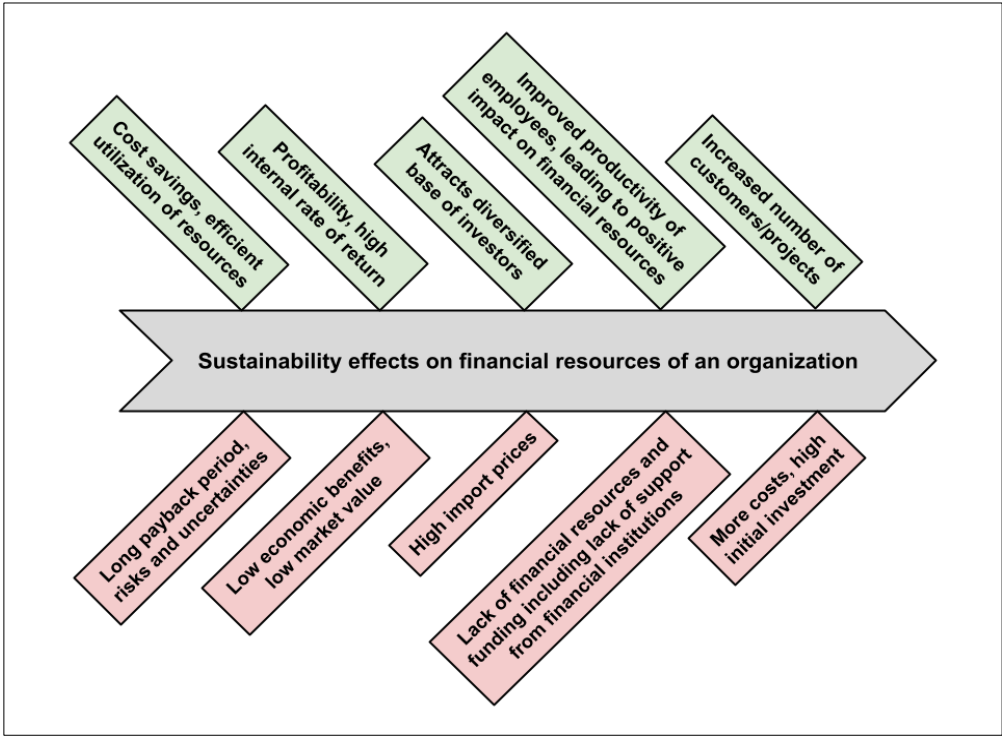 Cost savings, efficient
utilization of resources
Profitability, high
internal rate of return
Attracts diversified
base of investors
Improved productivity of
employees, leading to positive
impact on financial resources
Increased number of
customers/projects
Sustainability effects on financial resources of an organization
Long payback period,
risks and uncertainties
Low economic benefits,
low market value
High import prices
Lack of financial resources and
funding including lack of support
from financial institutions
More costs, high
initial investment